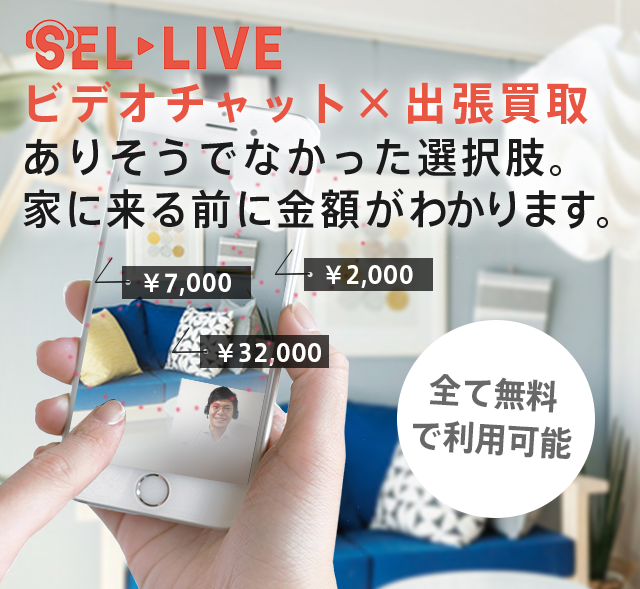 SEL LIVE
ビデオチャット×出張買取
ありそうでなかった選択肢。
家に来る前に金額がわかります。
￥7,000
￥2,000
￥32,000
全て無料
で利用可能